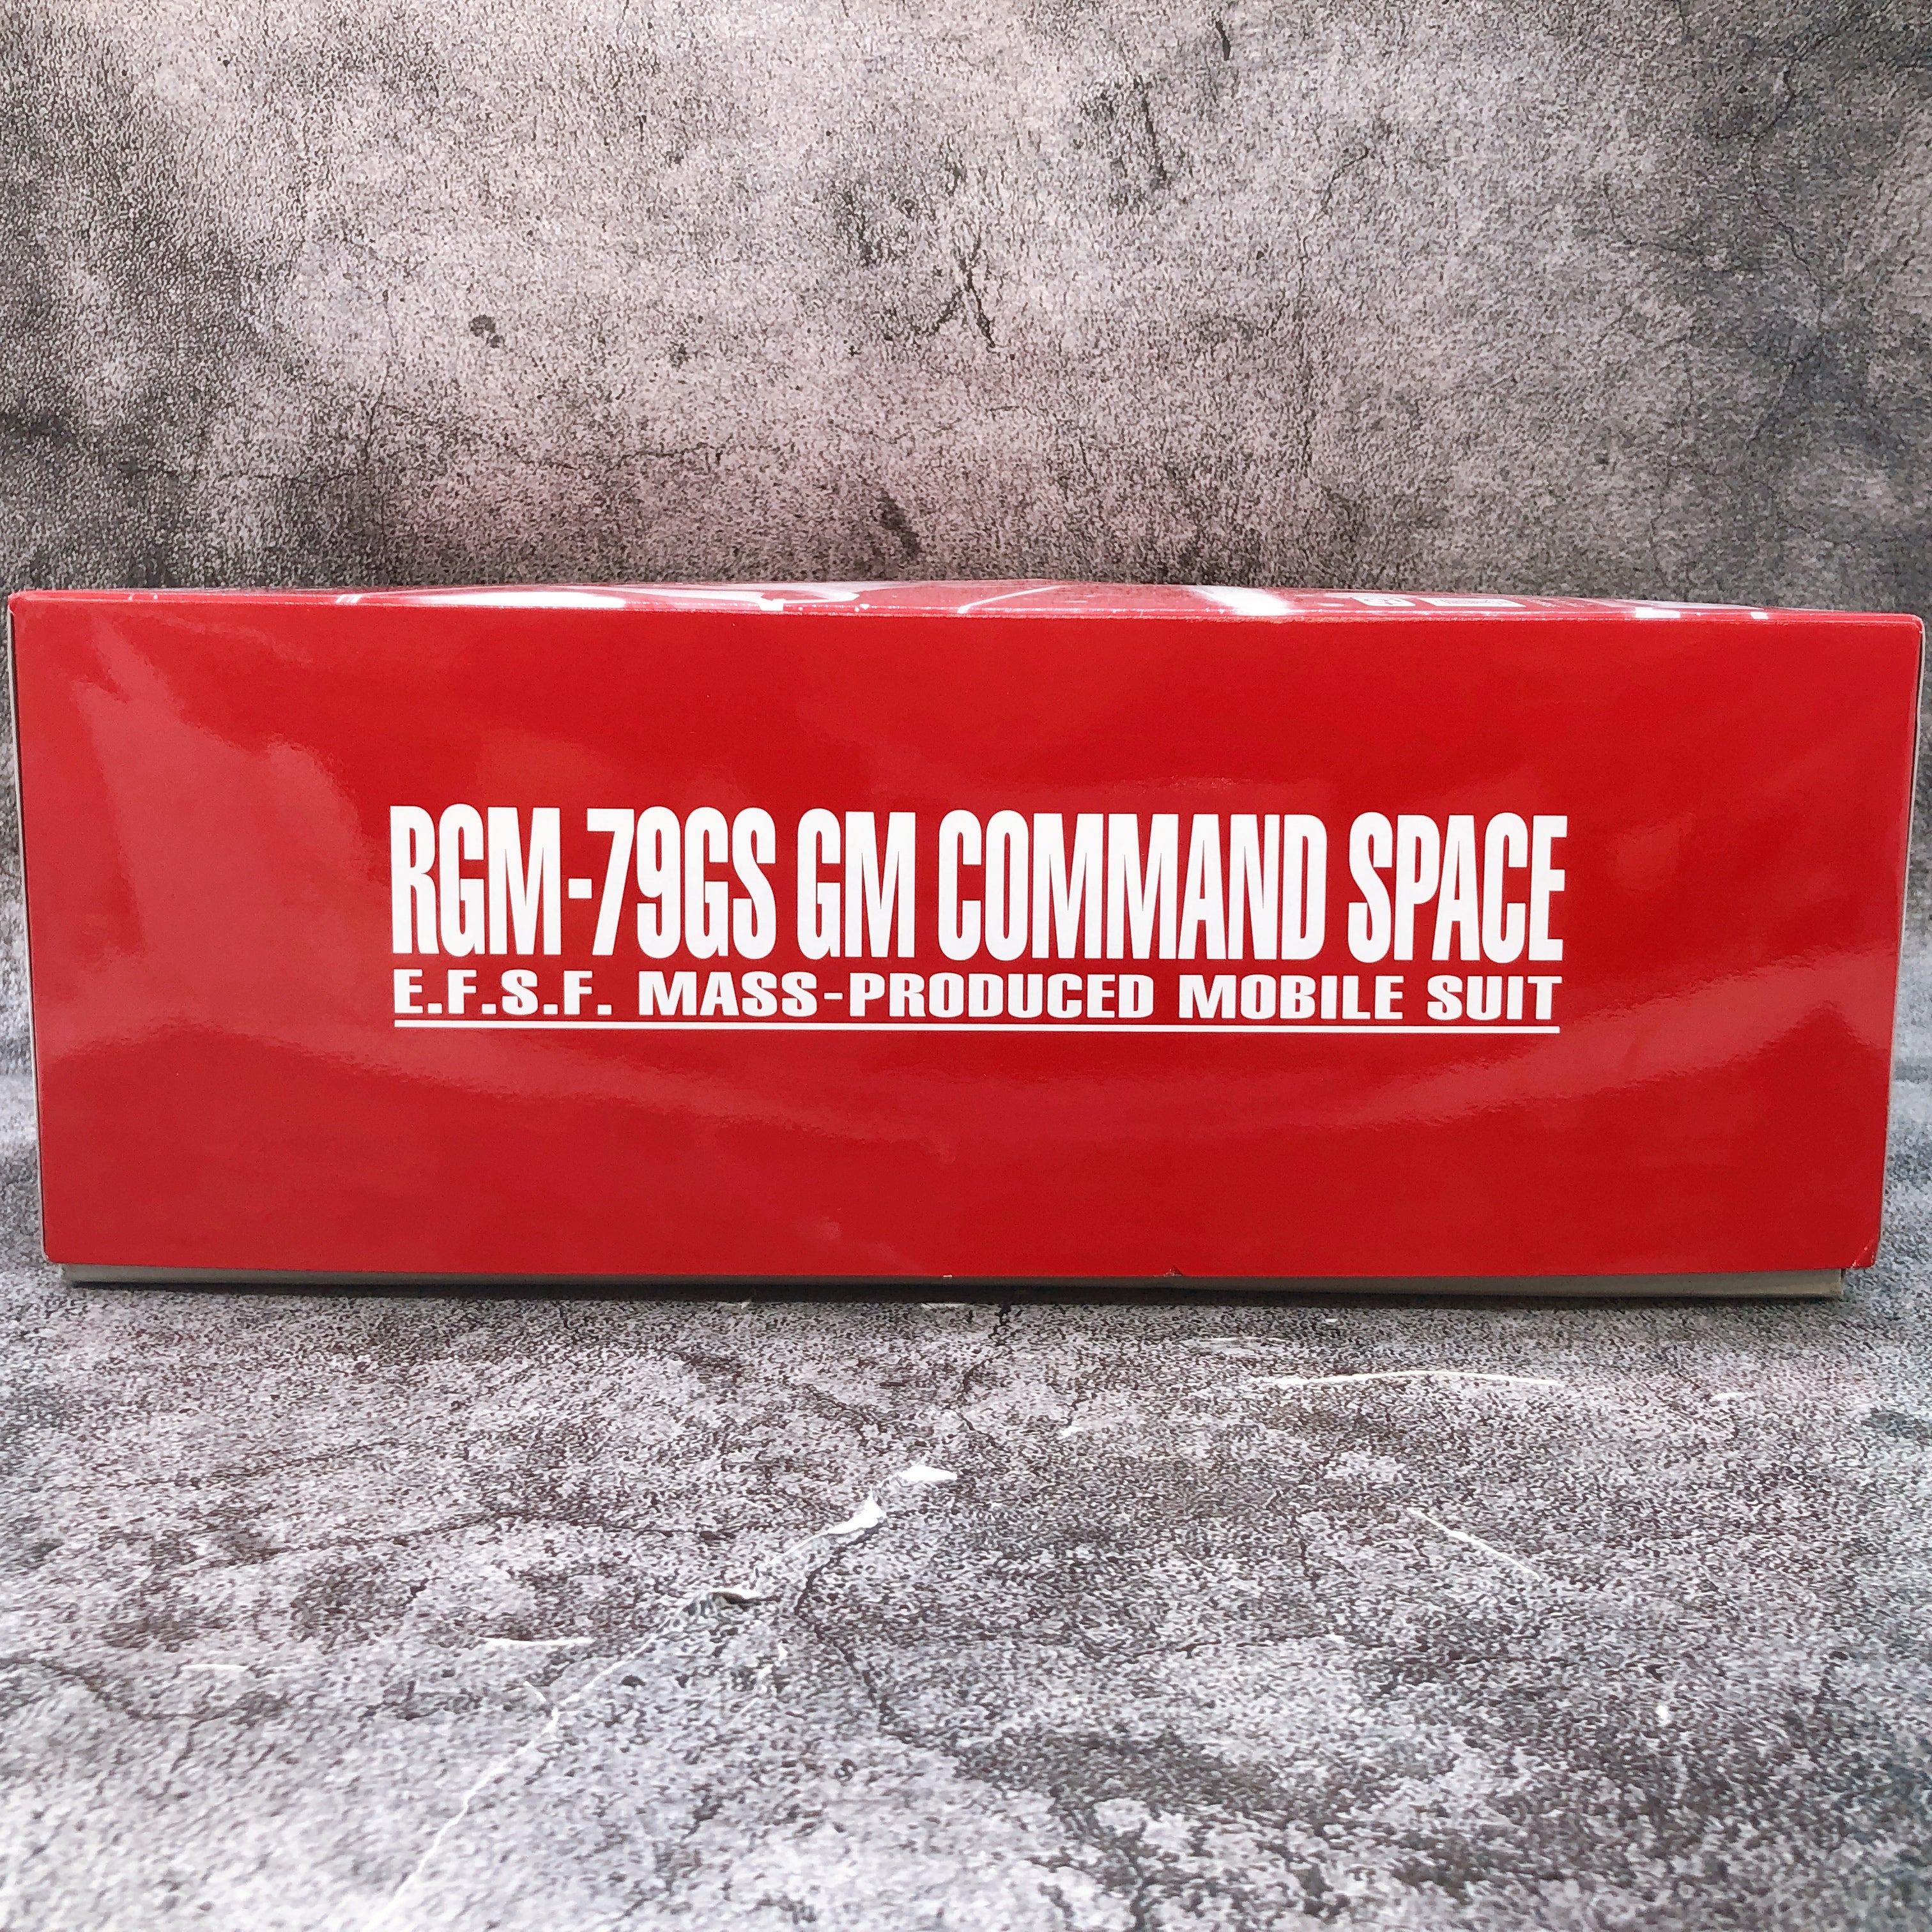 RGM-79GS GM COMMAND SPACE
E.F.S.F. MASS-PRODUCED MOBILE SUIT